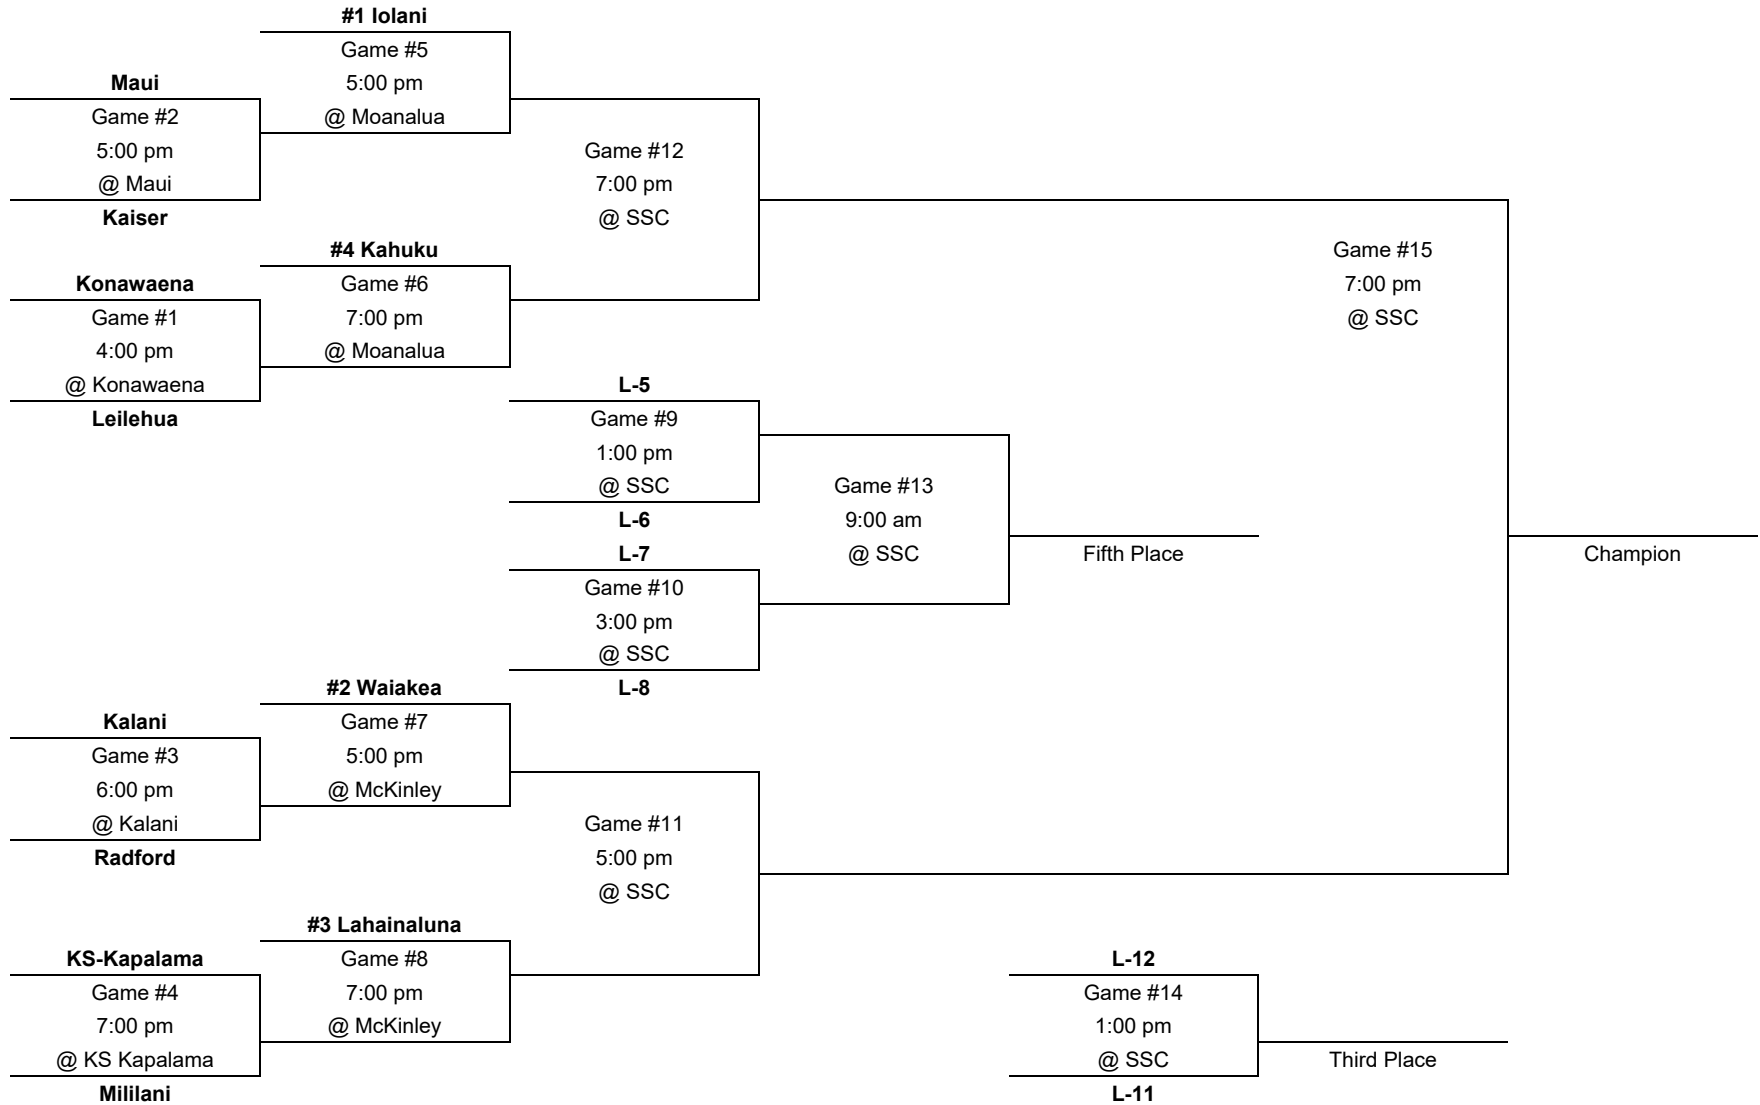 #1 Iolani
Game #5
5:00 pm
@ Moanalua
Maui
Game #2
5:00 pm
@ Maui
Kaiser
Game #12
7:00 pm
@ SSC
#4 Kahuku
Game #6
7:00 pm
@ Moanalua
Konawaena
Game #1
4:00 pm
@ Konawaena
Leilehua
Game #15
7:00 pm
@ SSC
L-5
Game #9
1:00 pm
@ SSC
L-6
Game #13
9:00 am
@ SSC
Fifth Place
Champion
L-7
Game #10
3:00 pm
@ SSC
L-8
#2 Waiakea
Game #7
5:00 pm
@ McKinley
Kalani
Game #3
6:00 pm
@ Kalani
Radford
Game #11
5:00 pm
@ SSC
#3 Lahainaluna
Game #8
7:00 pm
@ McKinley
KS-Kapalama
Game #4
7:00 pm
@ KS Kapalama
Mililani
L-12
Game #14
1:00 pm
@ SSC
L-11
Third Place